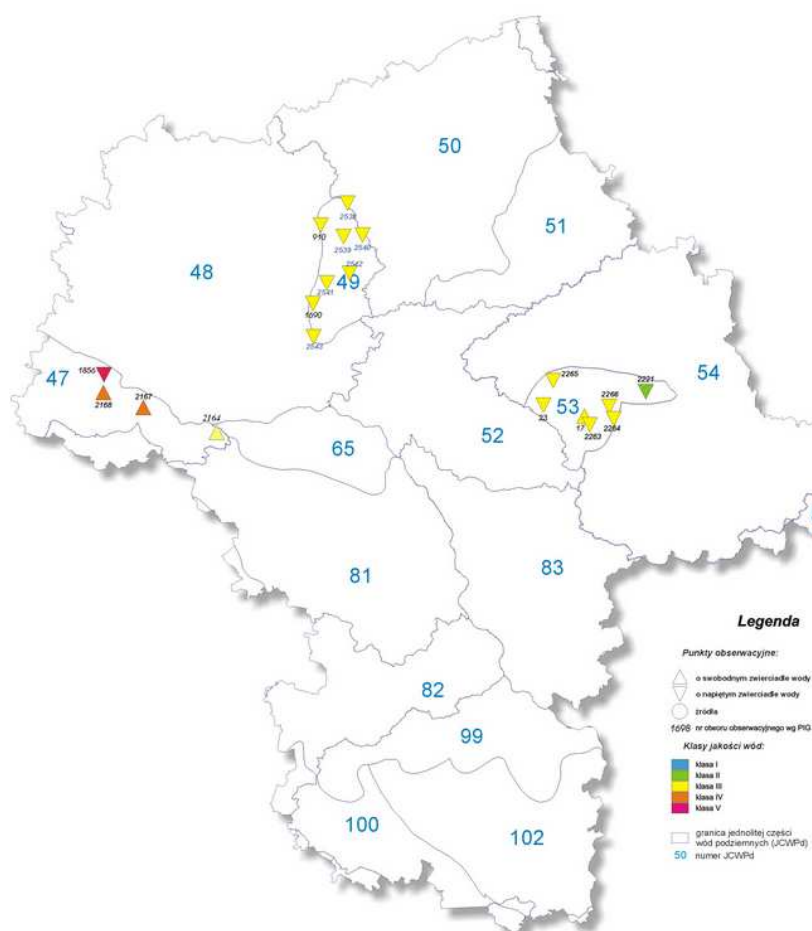 50
51
2538
910
2539
2540
48
2542
2541
49
1690
2543
54
47
1856
2168
2167
2164
2265
2291
53
2266
23
17
2263
2264
52
65
81
83
82
99
100
102
Legenda
Punkty obserwacyjne:
o swobodnym zwierciadle wody
o napiętym zwierciadle wody
źródła
1698 nr otworu obserwacyjnego wg PIG
Klasy jakości wód:
klasa I
klasa II
klasa III
klasa IV
klasa V
granica jednolitej części
wód podziemnych (JCWPd)
50 numer JCWPd